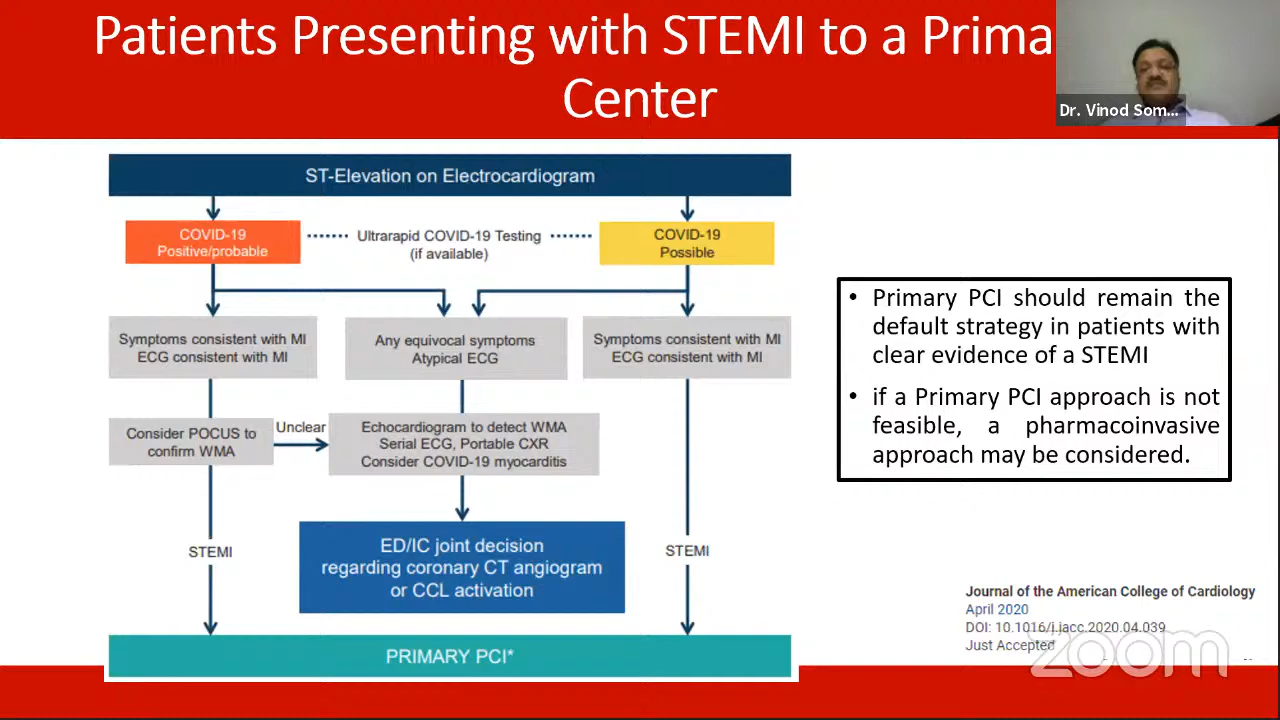 Patients Presenting with STEMI to a Prima
Center
Dr. Vinod Som...
ST-Elevation on Electrocardiogram
COVID-19
Positive/probable
Ultrarapid COVID-19 Testing
(if available)
COVID-19
Possible
Symptoms consistent with MI
ECG consistent with MI
Any equivocal symptoms
Atypical ECG
Symptoms consistent with MI
ECG consistent with MI
Consider POCUS to
confirm WMA
Unclear
Echocardiogram to detect WMA
Serial ECG, Portable CXR
Consider COVID-19 myocarditis
STEMI
ED/IC joint decision
regarding coronary CT angiogram
or CCL activation
STEMI
PRIMARY PCI*
• Primary PCI should remain the
default strategy in patients with
clear evidence of a STEMI
• if a Primary PCI approach is not
feasible, a pharmacoinvasive
approach may be considered.
Journal of the American College of Cardiology
April 2020
DOI: 10.1016/j.jacc.2020.04.039
Just Accepted
zoom